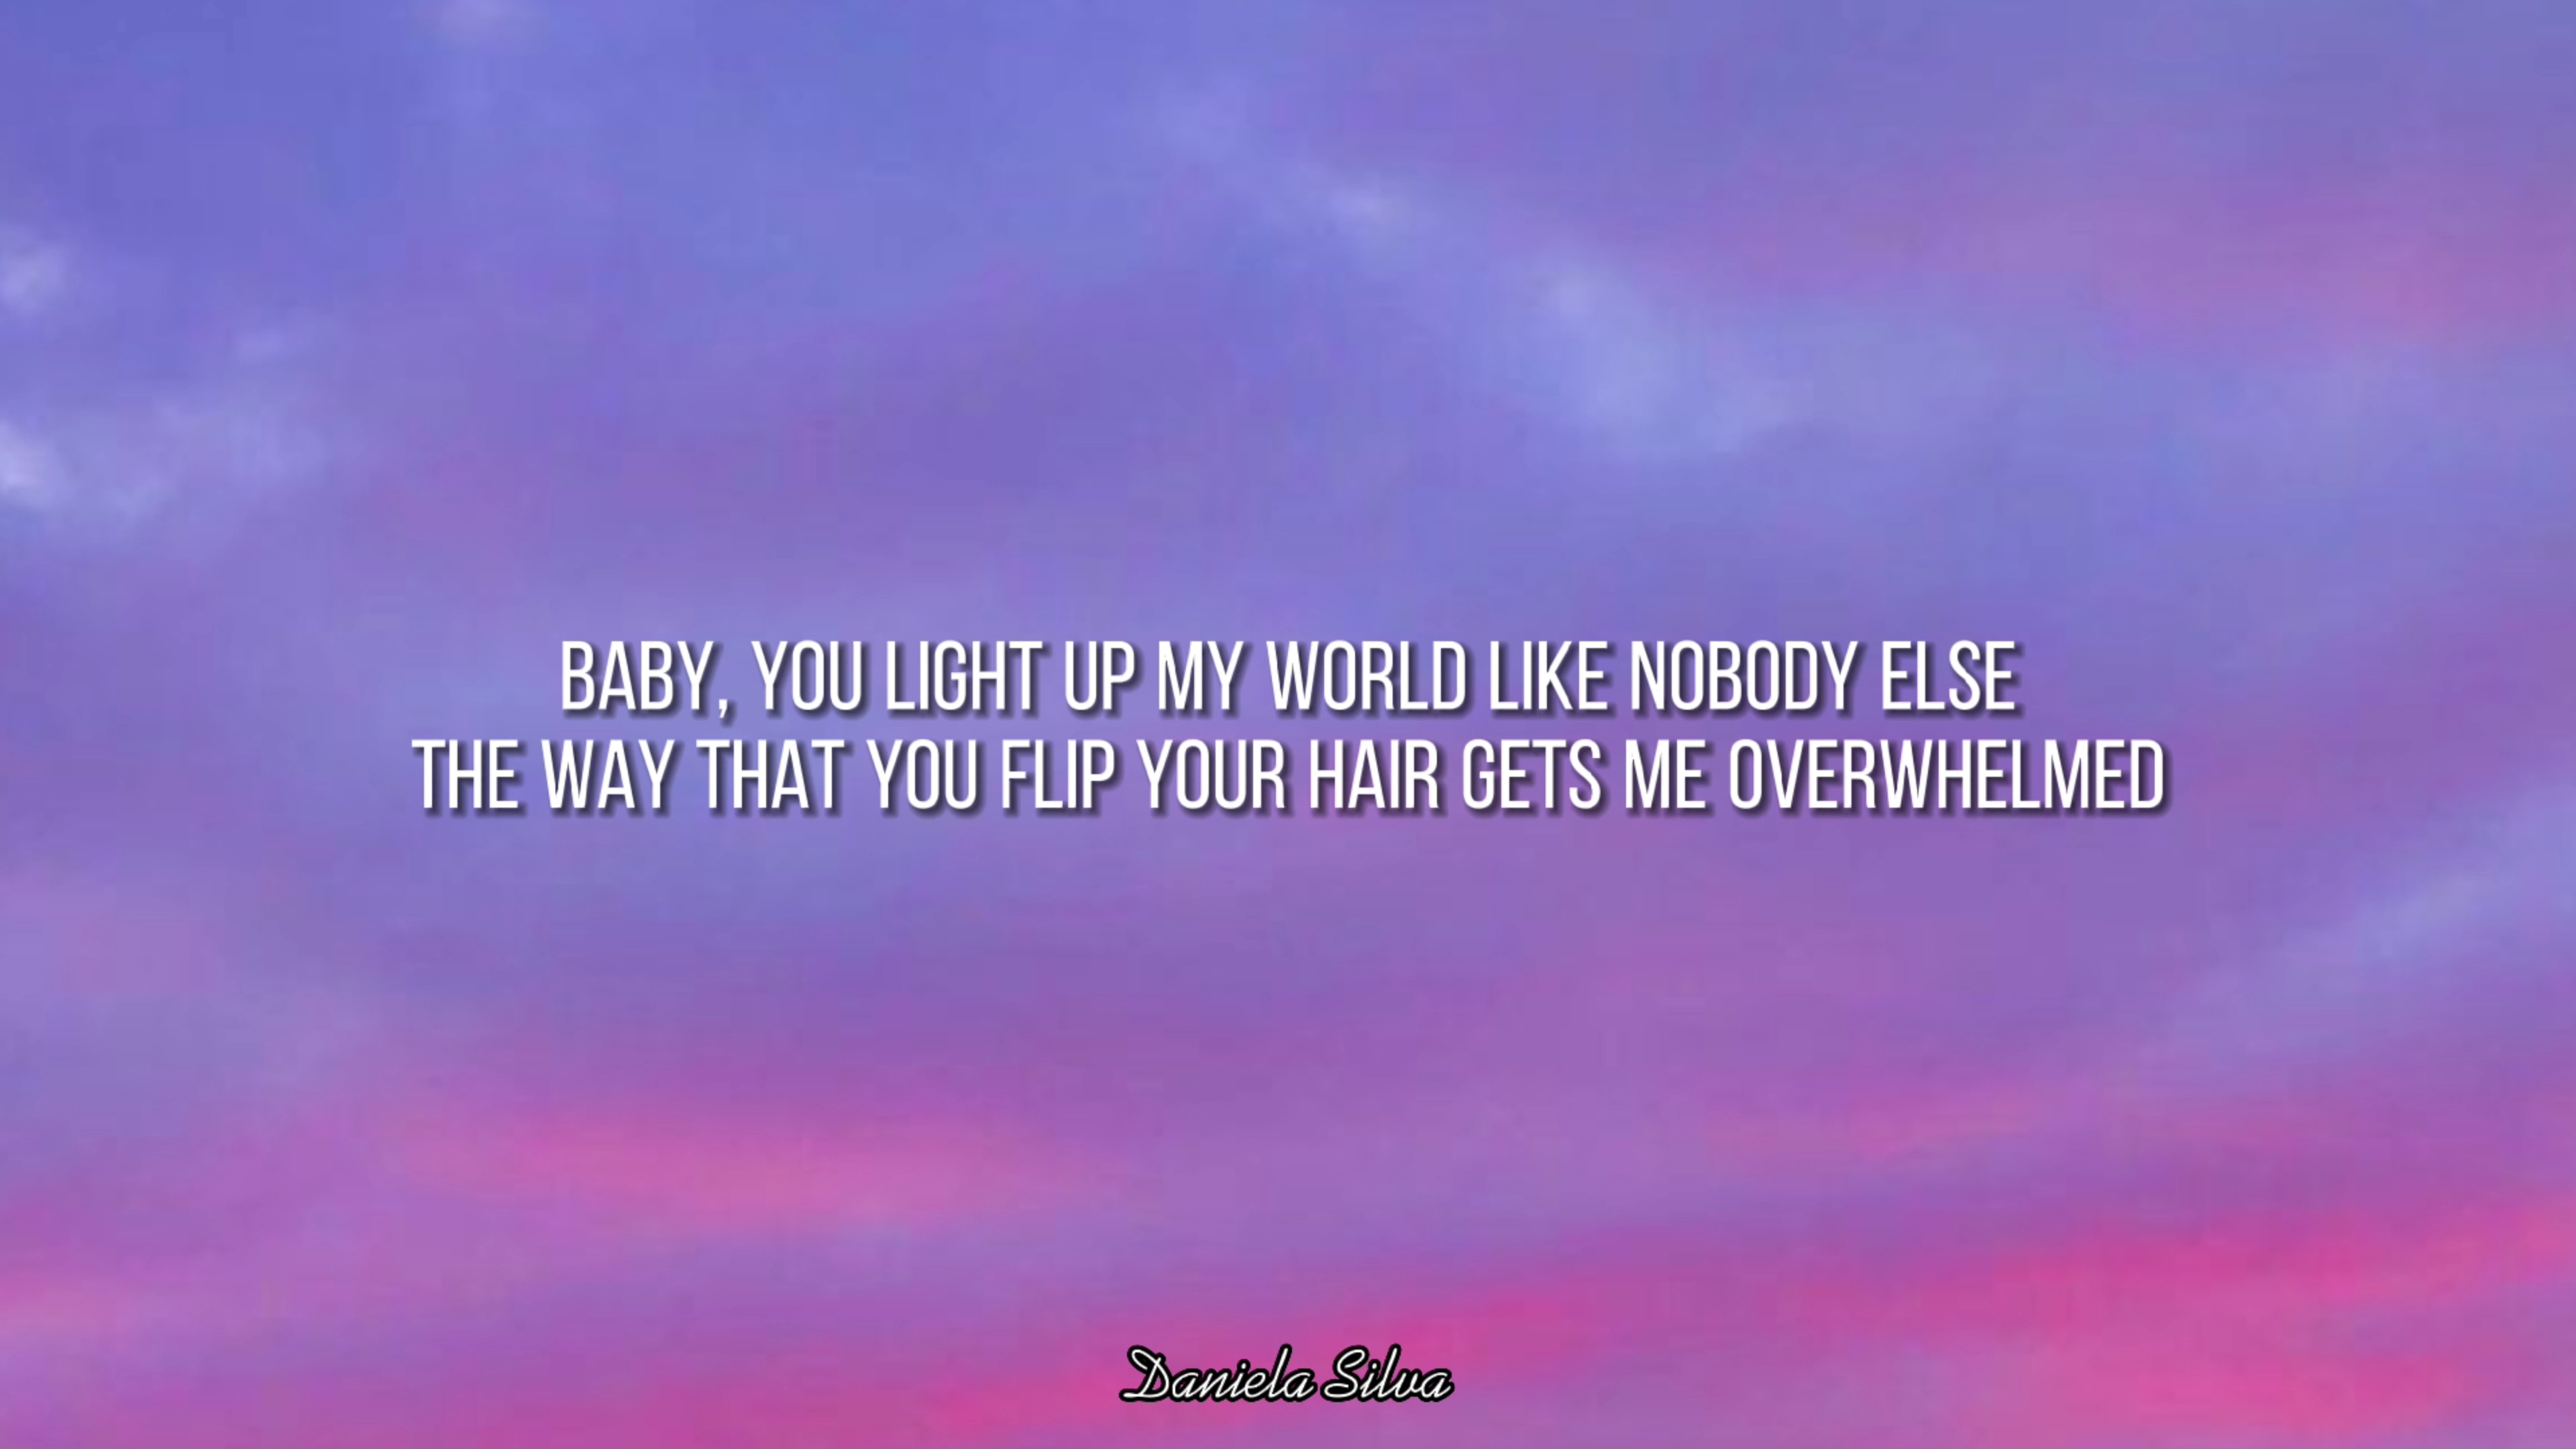 BABY, YOU LIGHT UP MY WORLD LIKE NOBODY ELSE
THE WAY THAT YOU FLIP YOUR HAIR GETS ME OVERWHELMED
Daniela Silva